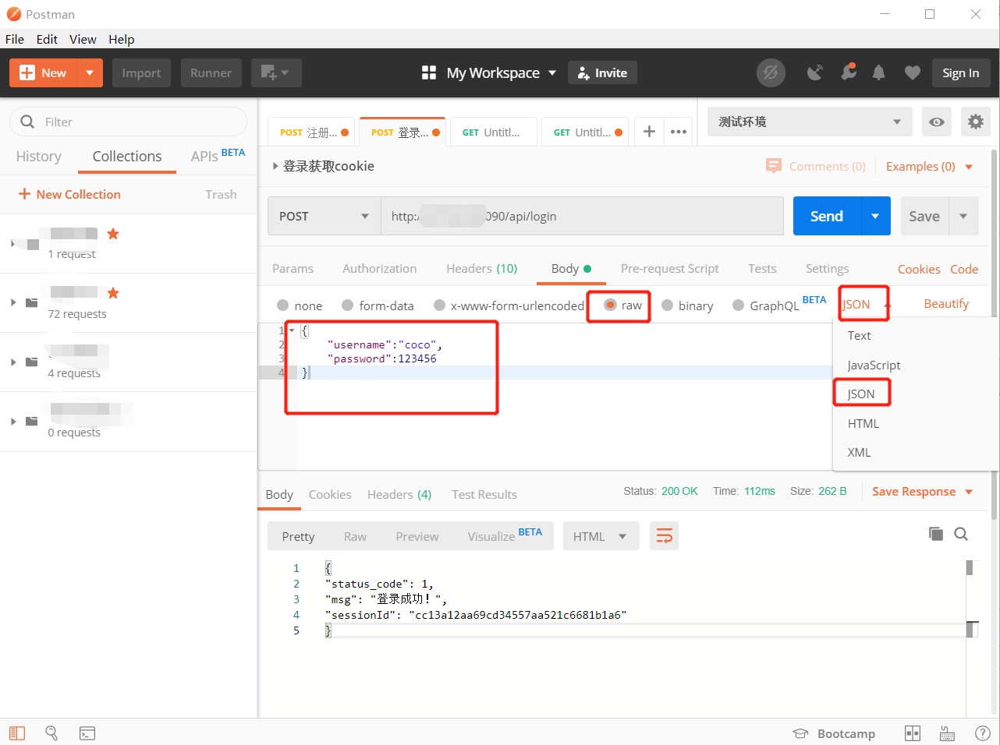 Postman
File Edit View Help
New Import Runner My Workspace Invite Sign In
Filter
History Collections APIs BETA
New Collection Trash
1 request
72 requests
4 requests
0 requests
POST 注册... POST 登录... GET Untitl... GET Untitl... 测试环境
登录获取cookie Comments (0) Examples (0)
POST http:/ 090/api/login Send Save
Params Authorization Headers (10) Body Pre-request Script Tests Settings Cookies Code
none form-data x-www-form-urlencoded raw binary GraphQL BETA JSON Beautify
1 {
2 "username":"coco",
3 "password":123456
4 }
Text
JavaScript
JSON
HTML
XML
Body Cookies Headers (4) Test Results Status: 200 OK Time: 112ms Size: 262 B Save Response
Pretty Raw Preview Visualize BETA HTML
1 {
2 "status_code": 1,
3 "msg": "登录成功！",
4 "sessionId": "cc13a12aa69cd34557aa521c6681b1a6"
5 }
Bootcamp